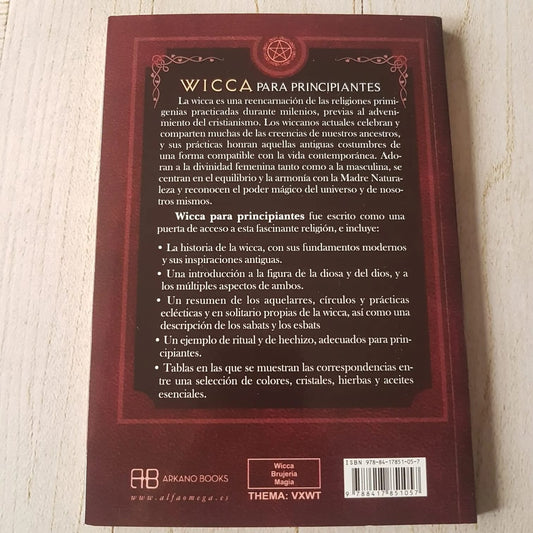 WICCA PARA PRINCIPIANTES
La wicca es una reencarnación de las religiones primi-
genias practicadas durante milenios, previas al adveni-
miento del cristianismo. Los wiccanos actuales celebran y
comparten muchas de las creencias de nuestros ancestros,
y sus prácticas honran aquellas antiguas costumbres de
una forma compatible con la vida contemporánea. Ado-
ran a la divinidad femenina tanto como a la masculina, se
centran en el equilibrio y la armonía con la Madre Natura-
leza y reconocen el poder mágico del universo y de noso-
tros mismos.
Wicca para principiantes fue escrito como una
puerta de acceso a esta fascinante religión, e incluye:
• La historia de la wicca, con sus fundamentos modernos
y sus inspiraciones antiguas.
• Una introducción a la figura de la diosa y del dios, y a
los múltiples aspectos de ambos.
• Un resumen de los aquelarres, círculos y prácticas
eclécticas y en solitario propias de la wicca, así como una
descripción de los sabats y los esbats
• Un ejemplo de ritual y de hechizo, adecuados para prin-
cipiantes.
• Tablas en las que se muestran las correspondencias en-
tre una selección de colores, cristales, hierbas y aceites
esenciales.
AB ARKANO BOOKS
www.alfaomega.es
Wicca
Brujería
Magia
THEMA: VXWT
ISBN 978-84-17851-05-7
9 788417 851057